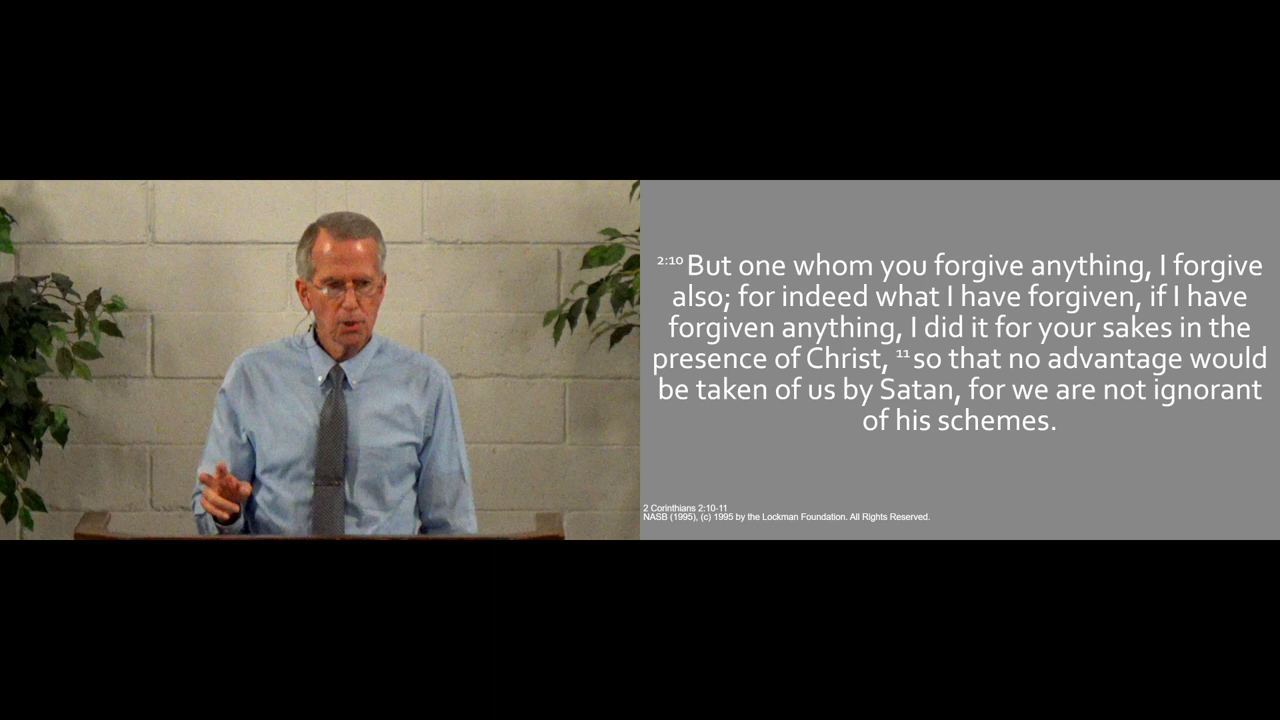 2:10 But one whom you forgive anything, I forgive
also; for indeed what I have forgiven, if I have
forgiven anything, I did it for your sakes in the
presence of Christ, 11 so that no advantage would
be taken of us by Satan, for we are not ignorant
of his schemes.
2 Corinthians 2:10-11
NASB (1995), (c) 1995 by the Lockman Foundation. All Rights Reserved.